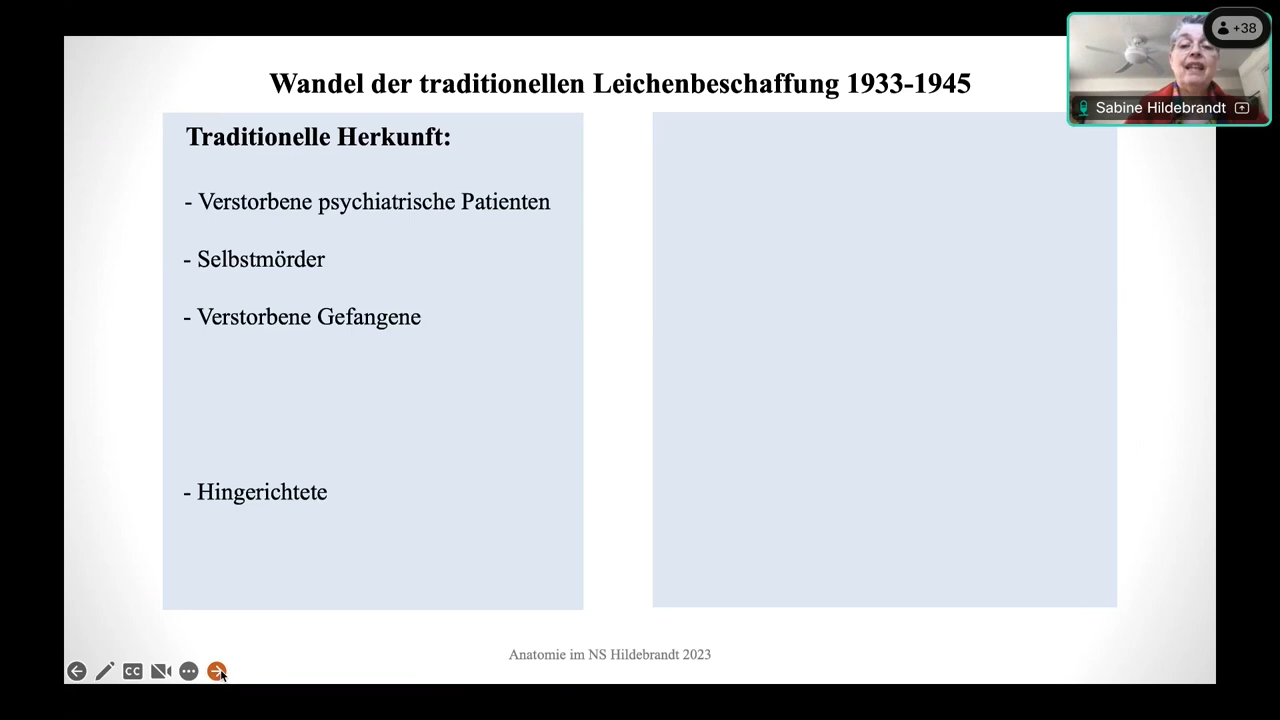 +38
Sabine Hildebrandt
Wandel der traditionellen Leichenbeschaffung 1933-1945
Traditionelle Herkunft:
- Verstorbene psychiatrische Patienten
- Selbstmörder
- Verstorbene Gefangene
- Hingerichtete
Anatomie im NS Hildebrandt 2023
CC